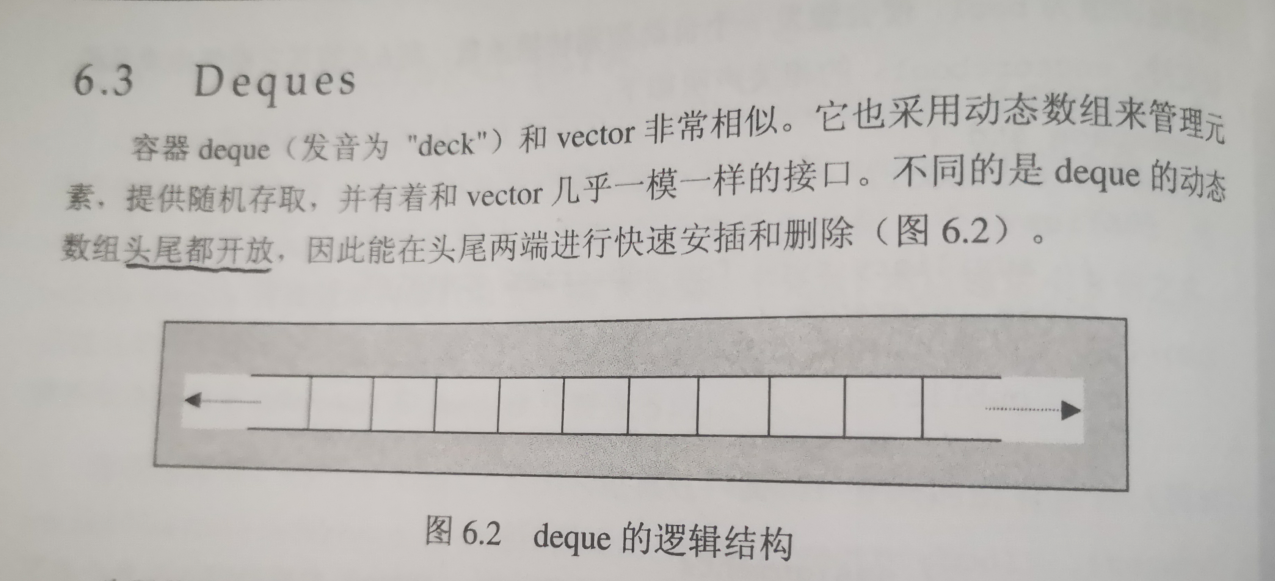 6.3 Deques
容器 deque（发音为 "deck"）和 vector 非常相似。它也采用动态数组来管理元
素，提供随机存取，并有着和 vector 几乎一模一样的接口。不同的是 deque 的动态
数组头尾都开放，因此能在头尾两端进行快速安插和删除（图 6.2）。
图 6.2 deque 的逻辑结构